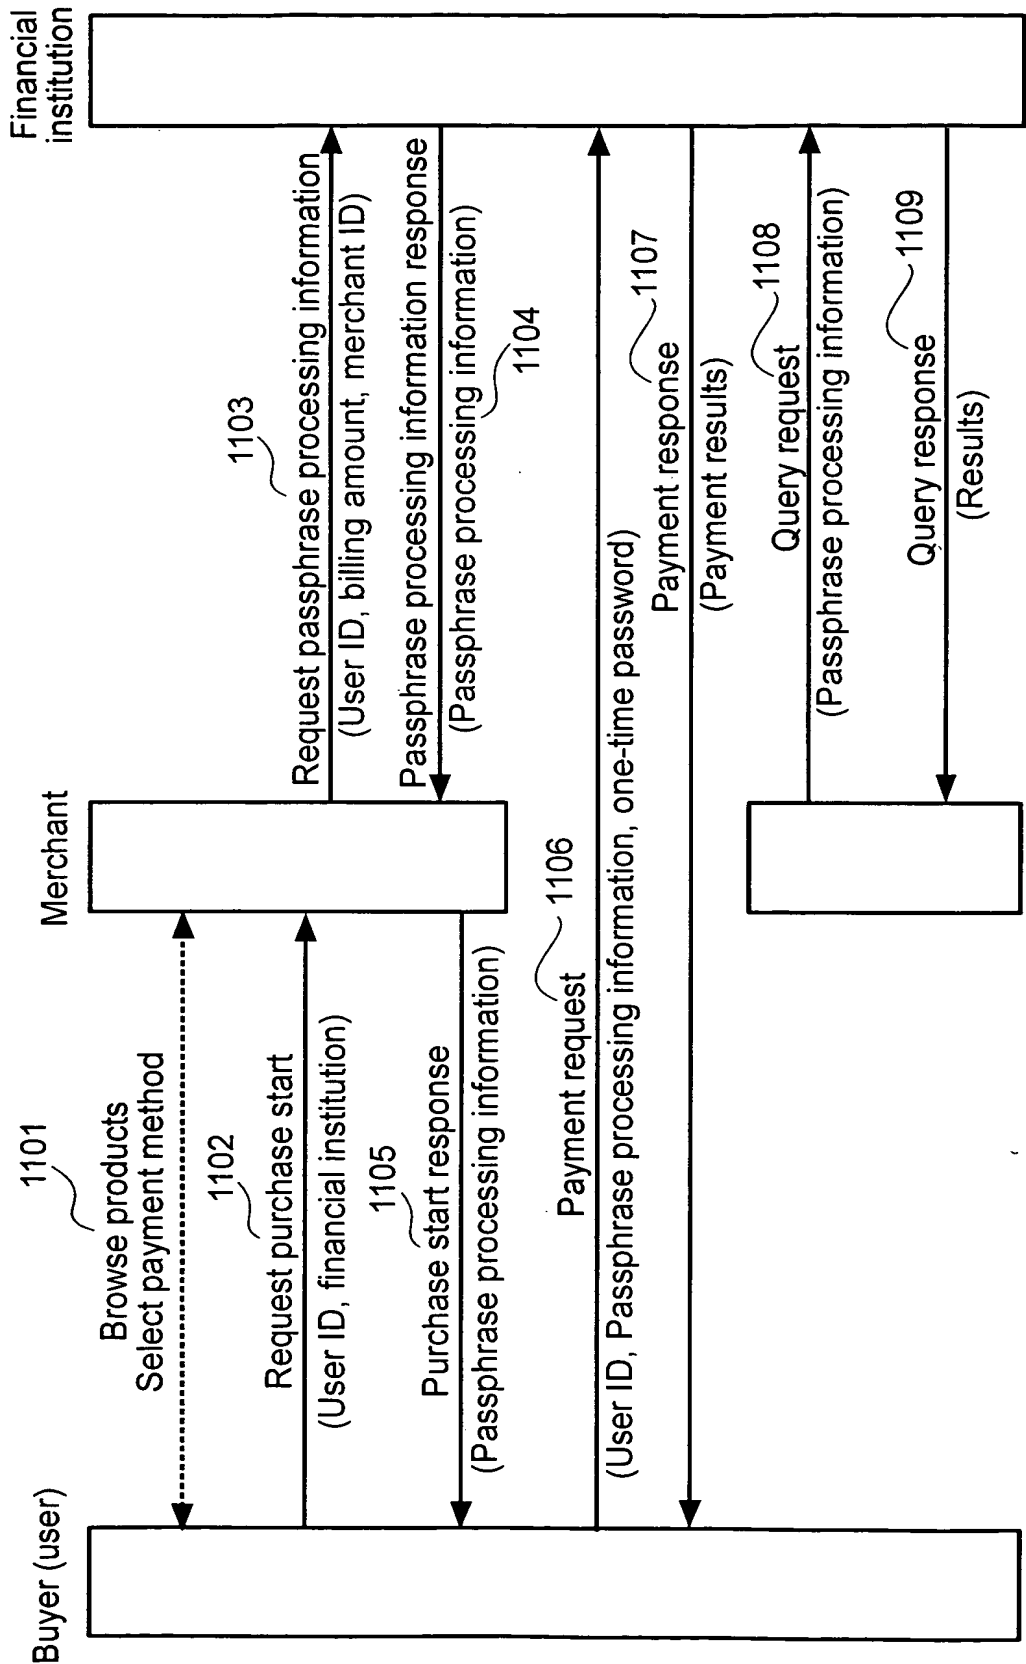 Buyer (user)
Merchant
Financial
institution
1101
Browse products
Select payment method
1102
Request purchase start
(User ID, financial institution)
1103
Request passphrase processing information
(User ID, billing amount, merchant ID)
Passphrase processing information response
(Passphrase processing information)
1104
1105
Purchase start response
(Passphrase processing information)
1106
Payment request
(User ID, Passphrase processing information, one-time password)
1107
Payment response
(Payment results)
1108
Query request
(Passphrase processing information)
1109
Query response
(Results)